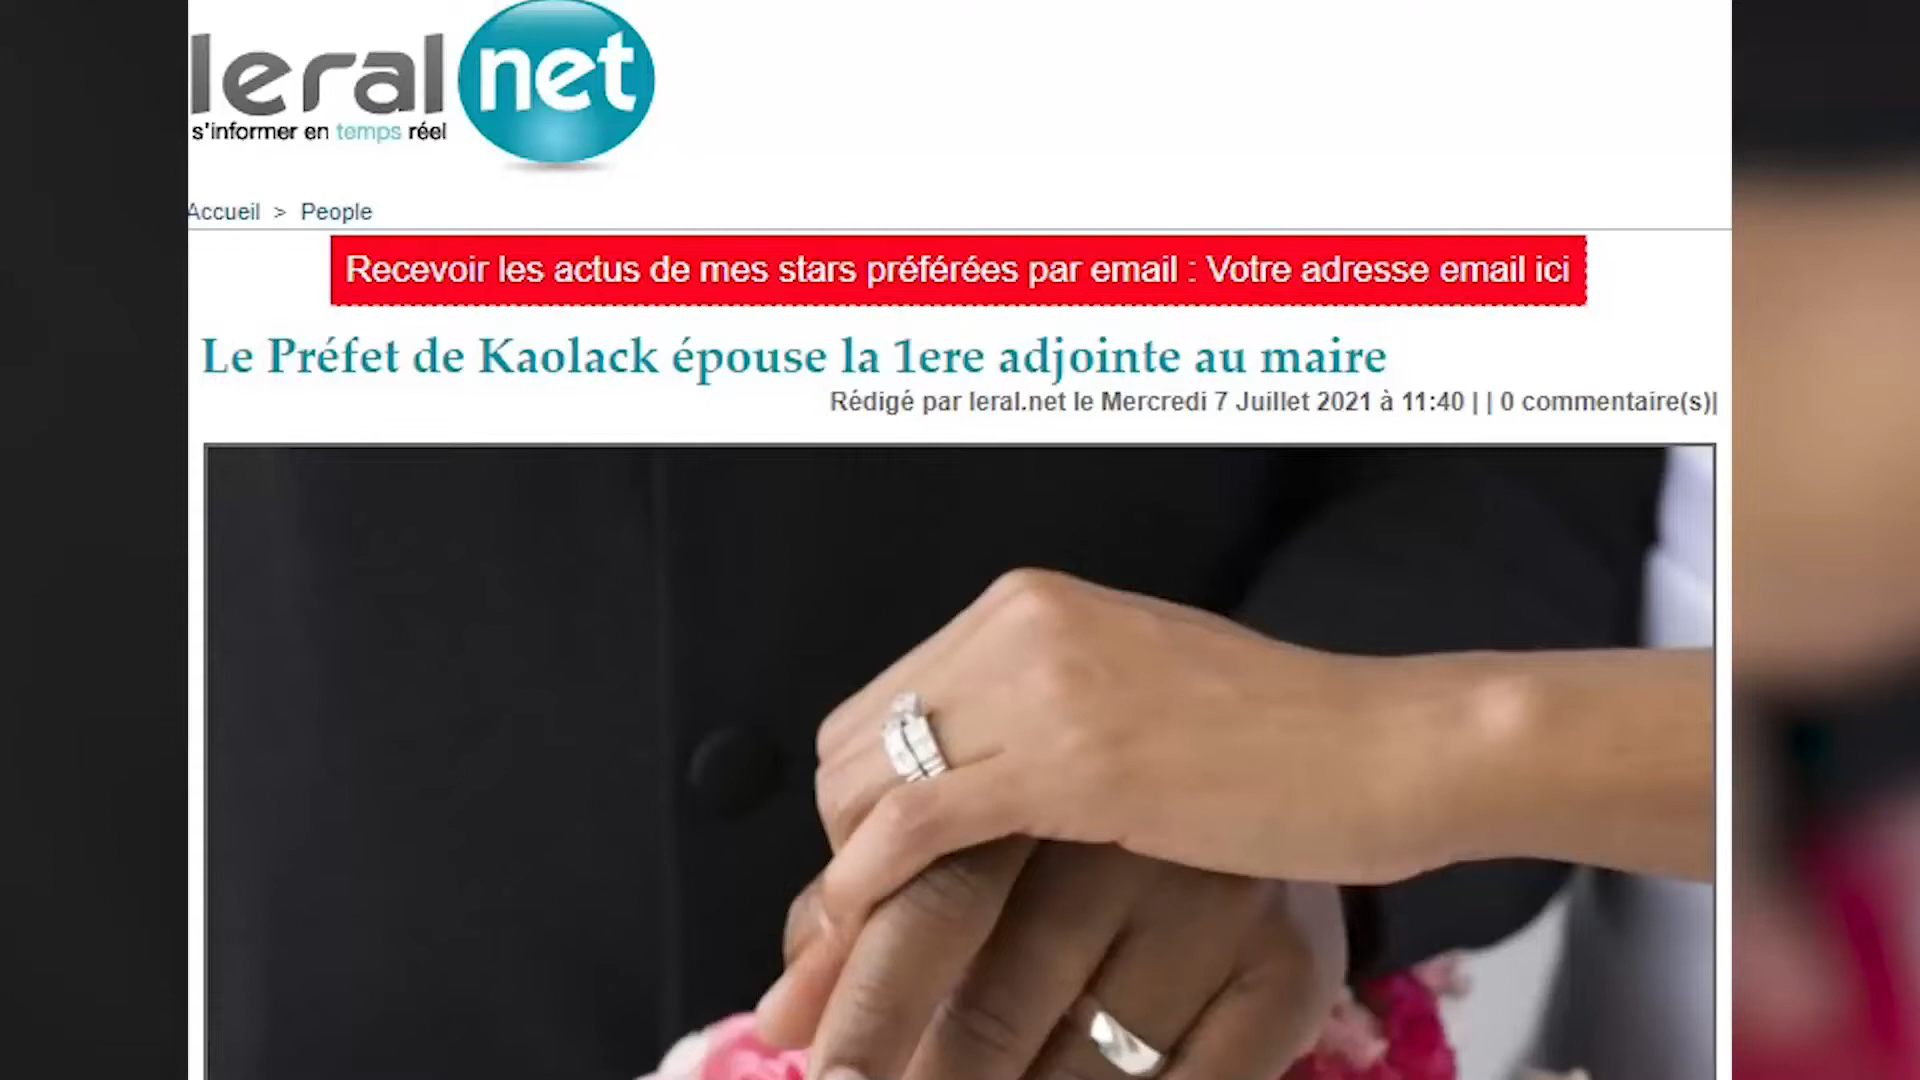 leral net
s'informer en temps réel
Accueil > People
Recevoir les actus de mes stars préférées par email : Votre adresse email ici
Le Préfet de Kaolack épouse la 1ere adjointe au maire
Rédigé par leral.net le Mercredi 7 Juillet 2021 à 11:40 | | 0 commentaire(s)|